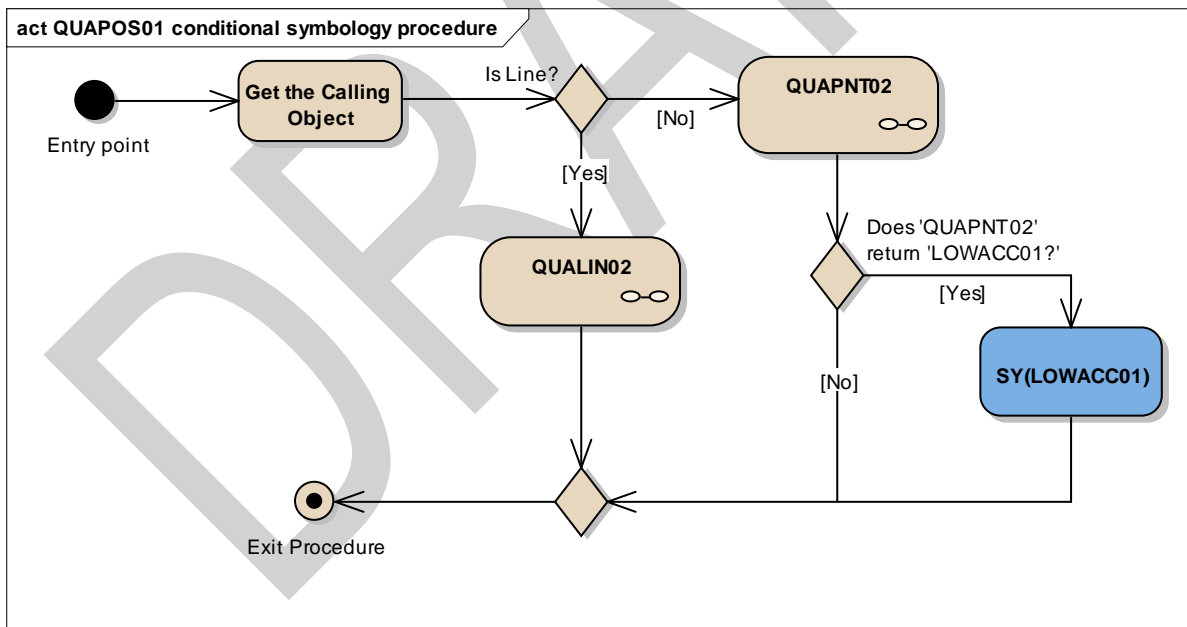 act QUAPOS01 conditional symbology procedure
Entry point
Get the Calling
Object
Is Line?
[No]
QUAPNT02
[Yes]
QUALIN02
Does 'QUAPNT02'
return 'LOWACC01?'
[Yes]
[No]
SY(LOWACC01)
Exit Procedure
DRA